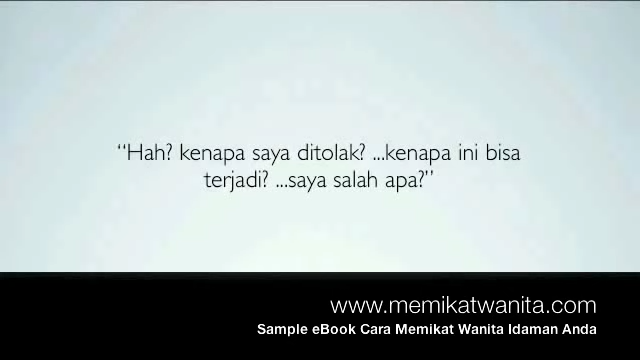 “Hah? kenapa saya ditolak? ...kenapa ini bisa
terjadi? ...saya salah apa?”
www.memikatwanita.com
Sample eBook Cara Memikat Wanita Idaman Anda